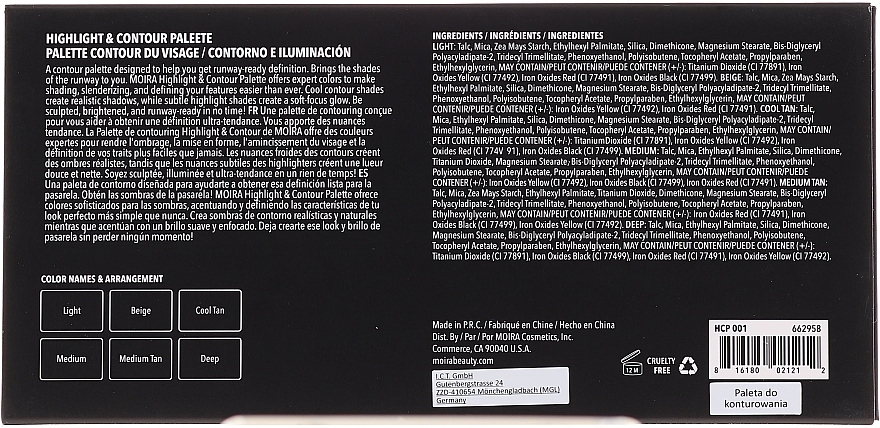 HIGHLIGHT & CONTOUR PALEETE
PALETTE CONTOUR DU VISAGE / CONTORNO E ILUMINACIÓN
A contour palette designed to help you get runway-ready definition. Brings the shades
of the runway to you. MOIRA Highlight & Contour Palette offers expert colors to make
shading, slenderizing, and defining your features easier than ever. Cool contour shades
create realistic shadows, while subtle highlight shades create a soft-focus glow. Be
sculpted, brightened, and runway-ready in no time! FR Une palette de contouring conçue
pour vous aider à obtenir une définition ultra-tendance. Vous apporte des nuances
tendance. La Palette de contouring Highlight & Contour de MOIRA offre des couleurs
expertes pour rendre l'ombrage, la mise en forme, l'amincissement du visage et la
définition de vos traits plus faciles que jamais. Les nuances froides des contours créent
des ombres réalistes, tandis que les nuances subtiles des highlighters créent une lueur
douce et nette. Soyez sculptée, illuminée et ultra-tendance en un rien de temps! ES
Una paleta de contorno diseñada para ayudarte a obtener esa definición lista para la
pasarela. Obtén las sombras de la pasarela! MOIRA Highlight & Contour Palette ofrece
colores sofisticados para las sombras, acentuando y definiendo las características de tu
look perfecto más simple que nunca. Crea sombras de contorno realísticas y naturales
mientras que acentúan con un brillo suave y enfocado. Deja crearte ese look y brillo de
pasarela sin perder ningún momento!
COLOR NAMES & ARRANGEMENT
Light Beige Cool Tan
Medium Medium Tan Deep
INGREDIENTS / INGRÉDIENTS / INGREDIENTES
LIGHT: Talc, Mica, Zea Mays Starch, Ethylhexyl Palmitate, Silica, Dimethicone, Magnesium Stearate, Bis-Diglyceryl
Polyacyladipate-2, Tridecyl Trimellitate, Phenoxyethanol, Polyisobutene, Tocopheryl Acetate, Propylparaben,
Ethylhexylglycerin, MAY CONTAIN/PEUT CONTENIR/PUEDE CONTENER (+/-): Titanium Dioxide (CI 77891), Iron
Oxides Yellow (CI 77492), Iron Oxides Red (CI 77491), Iron Oxides Black (CI 77499). BEIGE: Talc, Mica, Zea Mays Starch,
Ethylhexyl Palmitate, Silica, Dimethicone, Magnesium Stearate, Bis-Diglyceryl Polyacyladipate-2, Tridecyl Trimellitate,
Phenoxyethanol, Polyisobutene, Tocopheryl Acetate, Propylparaben, Ethylhexylglycerin, MAY CONTAIN/PEUT
CONTENIR/PUEDE CONTENER (+/-): Iron Oxides Yellow (CI 77492), Iron Oxides Red (CI 77491). COOL TAN: Talc,
Mica, Ethylhexyl Palmitate, Silica, Dimethicone, Magnesium Stearate, Bis-Diglyceryl Polyacyladipate-2, Tridecyl
Trimellitate, Phenoxyethanol, Polyisobutene, Tocopheryl Acetate, Propylparaben, Ethylhexylglycerin, MAY CONTAIN/
PEUT CONTENIR/PUEDE CONTENER (+/-): Titanium Dioxide (CI 77891), Iron Oxides Black (CI 77499), Iron
Oxides Red (CI 774V 91), Iron Oxides Yellow (CI 77492). MEDIUM: Talc, Mica, Ethylhexyl Palmitate, Silica, Dimethicone,
Titanium Dioxide, Magnesium Stearate, Bis-Diglyceryl Polyacyladipate-2, Tridecyl Trimellitate, Phenoxyethanol,
Polyisobutene, Tocopheryl Acetate, Propylparaben, Ethylhexylglycerin, MAY CONTAIN/PEUT CONTENIR/PUEDE
CONTENER (+/-): Iron Oxides Yellow (CI 77492), Iron Oxides Black (CI 77499), Iron Oxides Red (CI 77491). MEDIUM TAN:
Talc, Mica, Zea Mays Starch, Ethylhexyl Palmitate, Titanium Dioxide, Dimethicone, Magnesium Stearate, Bis-Diglyceryl
Polyacyladipate-2, Tridecyl Trimellitate, Phenoxyethanol, Polyisobutene, Tocopheryl Acetate, Propylparaben,
Ethylhexylglycerin, MAY CONTAIN/PEUT CONTENIR/PUEDE CONTENER (+/-): Iron Oxides Red (CI 77491), Iron
Oxides Black (CI 77499), Iron Oxides Yellow (CI 77492). DEEP: Talc, Mica, Ethylhexyl Palmitate, Silica, Dimethicone,
Magnesium Stearate, Bis-Diglyceryl Polyacyladipate-2, Tridecyl Trimellitate, Phenoxyethanol, Polyisobutene,
Tocopheryl Acetate, Propylparaben, Ethylhexylglycerin, MAY CONTAIN/PEUT CONTENIR/PUEDE CONTENER (+/-):
Titanium Dioxide (CI 77891), Iron Oxides Black (CI 77499), Iron Oxides Red (CI 77491), Iron Oxides Yellow (CI 77492).
Made in P.R.C. / Fabriqué en Chine / Hecho en China
Dist. By / Par / Por MOIRA Cosmetics, Inc.
Commerce, CA 90040 U.S.A.
moirabeauty.com
I.C.T. GmbH
Gutenbergstrasse 24
ZZD-410654 Mönchengladbach (MGL)
Germany
12 M
CRUELTY
FREE
HCP 001 662958
8 16180 02121 2
Paleta do
konturowania